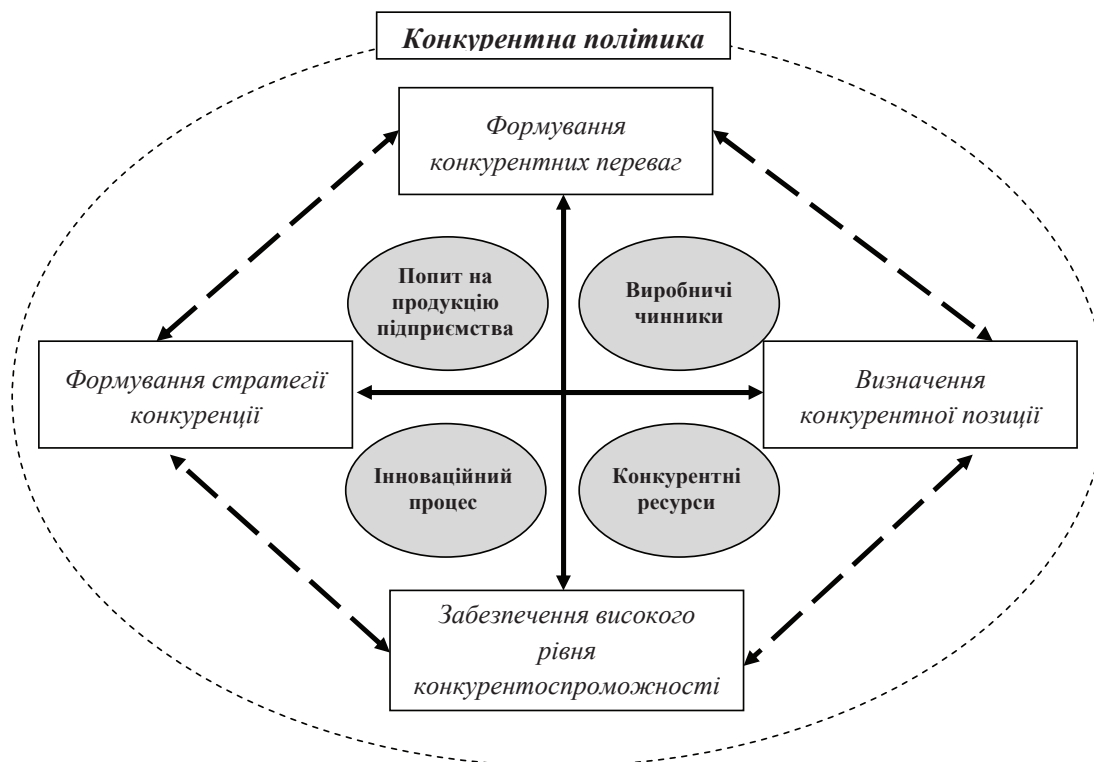 Конкурентна політика
Формування
конкурентних переваг
Попит на
продукцію
підприємства
Виробничі
чинники
Формування стратегії
конкуренції
Визначення
конкурентної позиції
Інноваційний
процес
Конкурентні
ресурси
Забезпечення високого
рівня
конкурентоспроможності